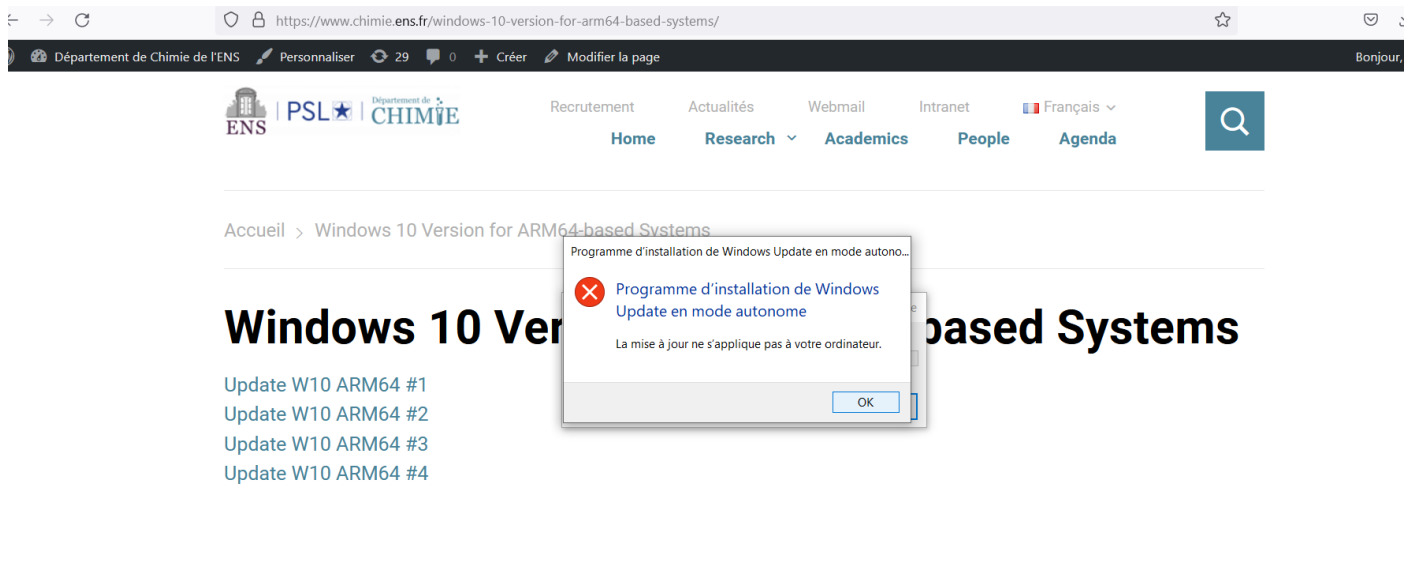 https://www.chimie.ens.fr/windows-10-version-for-arm64-based-systems/
Département de Chimie de l'ENS Personnaliser 29 0 Créer Modifier la page Bonjour,
ENS | PSL | Département de CHIMIE
Recrutement Actualités Webmail Intranet Français
Home Research Academics People Agenda
Accueil > Windows 10 Version for ARM64-based Systems
Programme d'installation de Windows Update en mode autono...
Programme d'installation de Windows
Update en mode autonome
La mise à jour ne s'applique pas à votre ordinateur.
OK
Windows 10 Ver based Systems
Update W10 ARM64 #1
Update W10 ARM64 #2
Update W10 ARM64 #3
Update W10 ARM64 #4